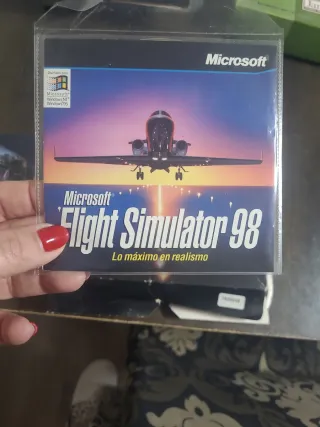 Microsoft
Microsoft
Flight Simulator 98
Lo máximo en realismo